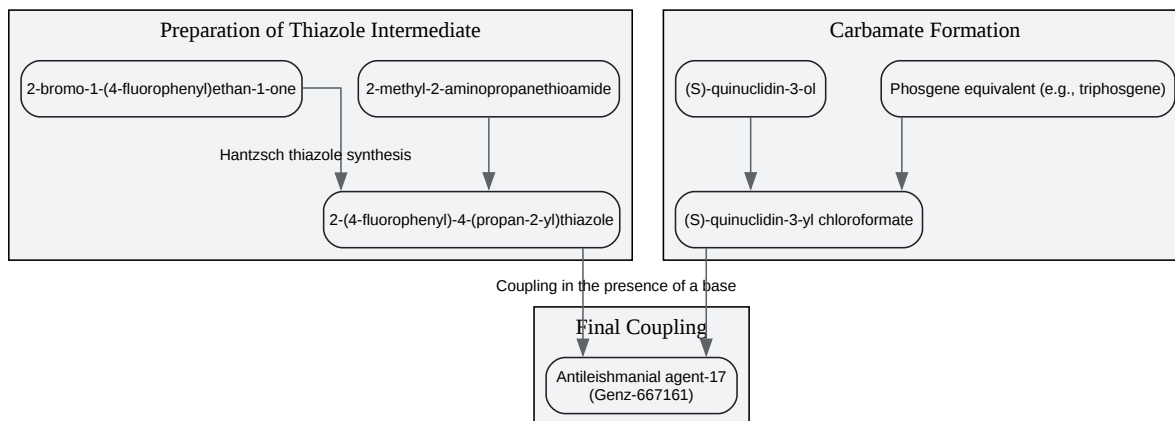 Preparation of Thiazole Intermediate
2-bromo-1-(4-fluorophenyl)ethan-1-one
2-methyl-2-aminopropanethioamide
Hantzsch thiazole synthesis
2-(4-fluorophenyl)-4-(propan-2-yl)thiazole
Carbamate Formation
(S)-quinuclidin-3-ol
Phosgene equivalent (e.g., triphosgene)
(S)-quinuclidin-3-yl chloroformate
Coupling in the presence of a base
Final Coupling
Antileishmanial agent-17
(Genz-667161)